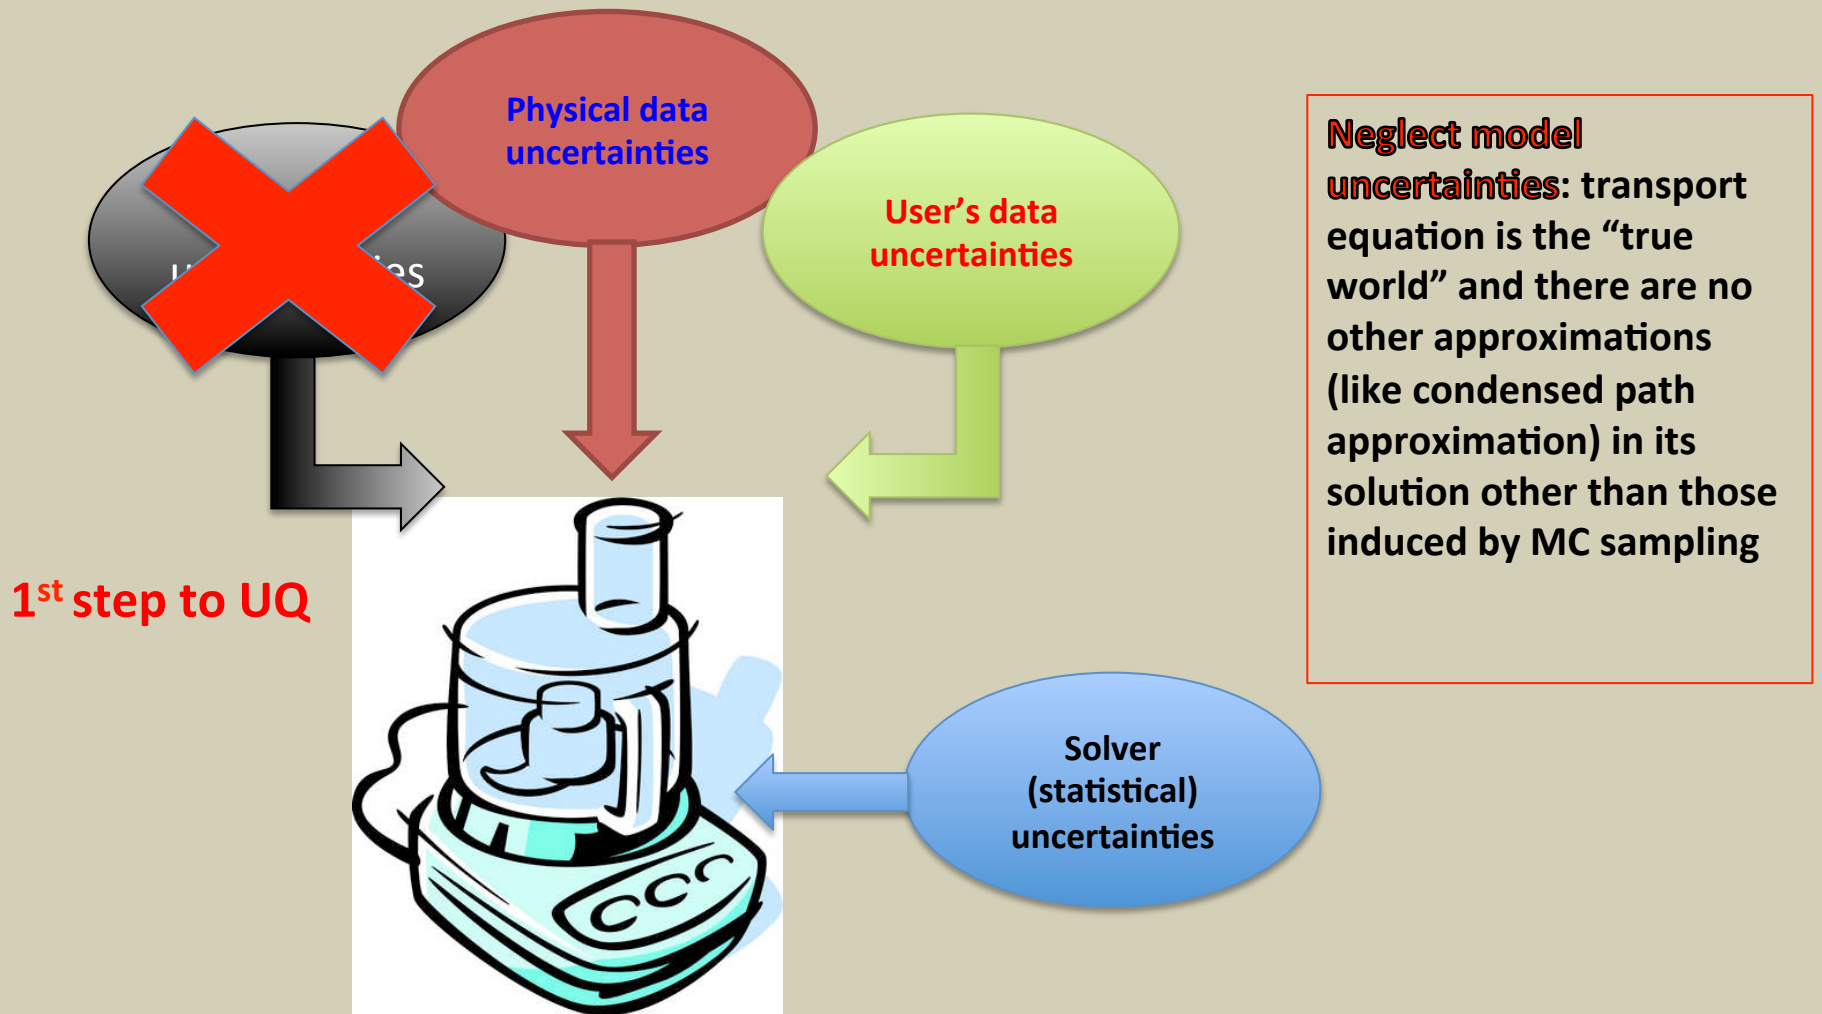 Physical data
uncertainties
User's data
uncertainties
Neglect model
uncertainties: transport
equation is the “true
world” and there are no
other approximations
(like condensed path
approximation) in its
solution other than those
induced by MC sampling
1st step to UQ
Solver
(statistical)
uncertainties